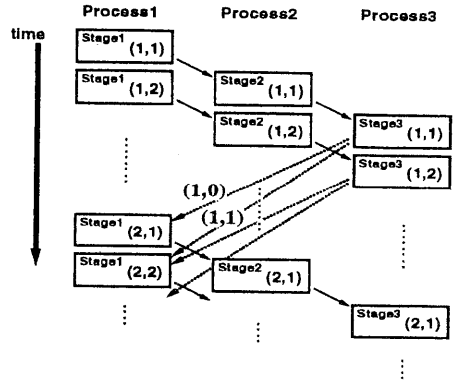 Process1 Process2 Process3
time
Stage1 (1,1)
Stage1 (1,2)
Stage2 (1,1)
Stage2 (1,2)
Stage3 (1,1)
Stage3 (1,2)
(1,0)
(1,1)
Stage1 (2,1)
Stage1 (2,2)
Stage2 (2,1)
Stage3 (2,1)